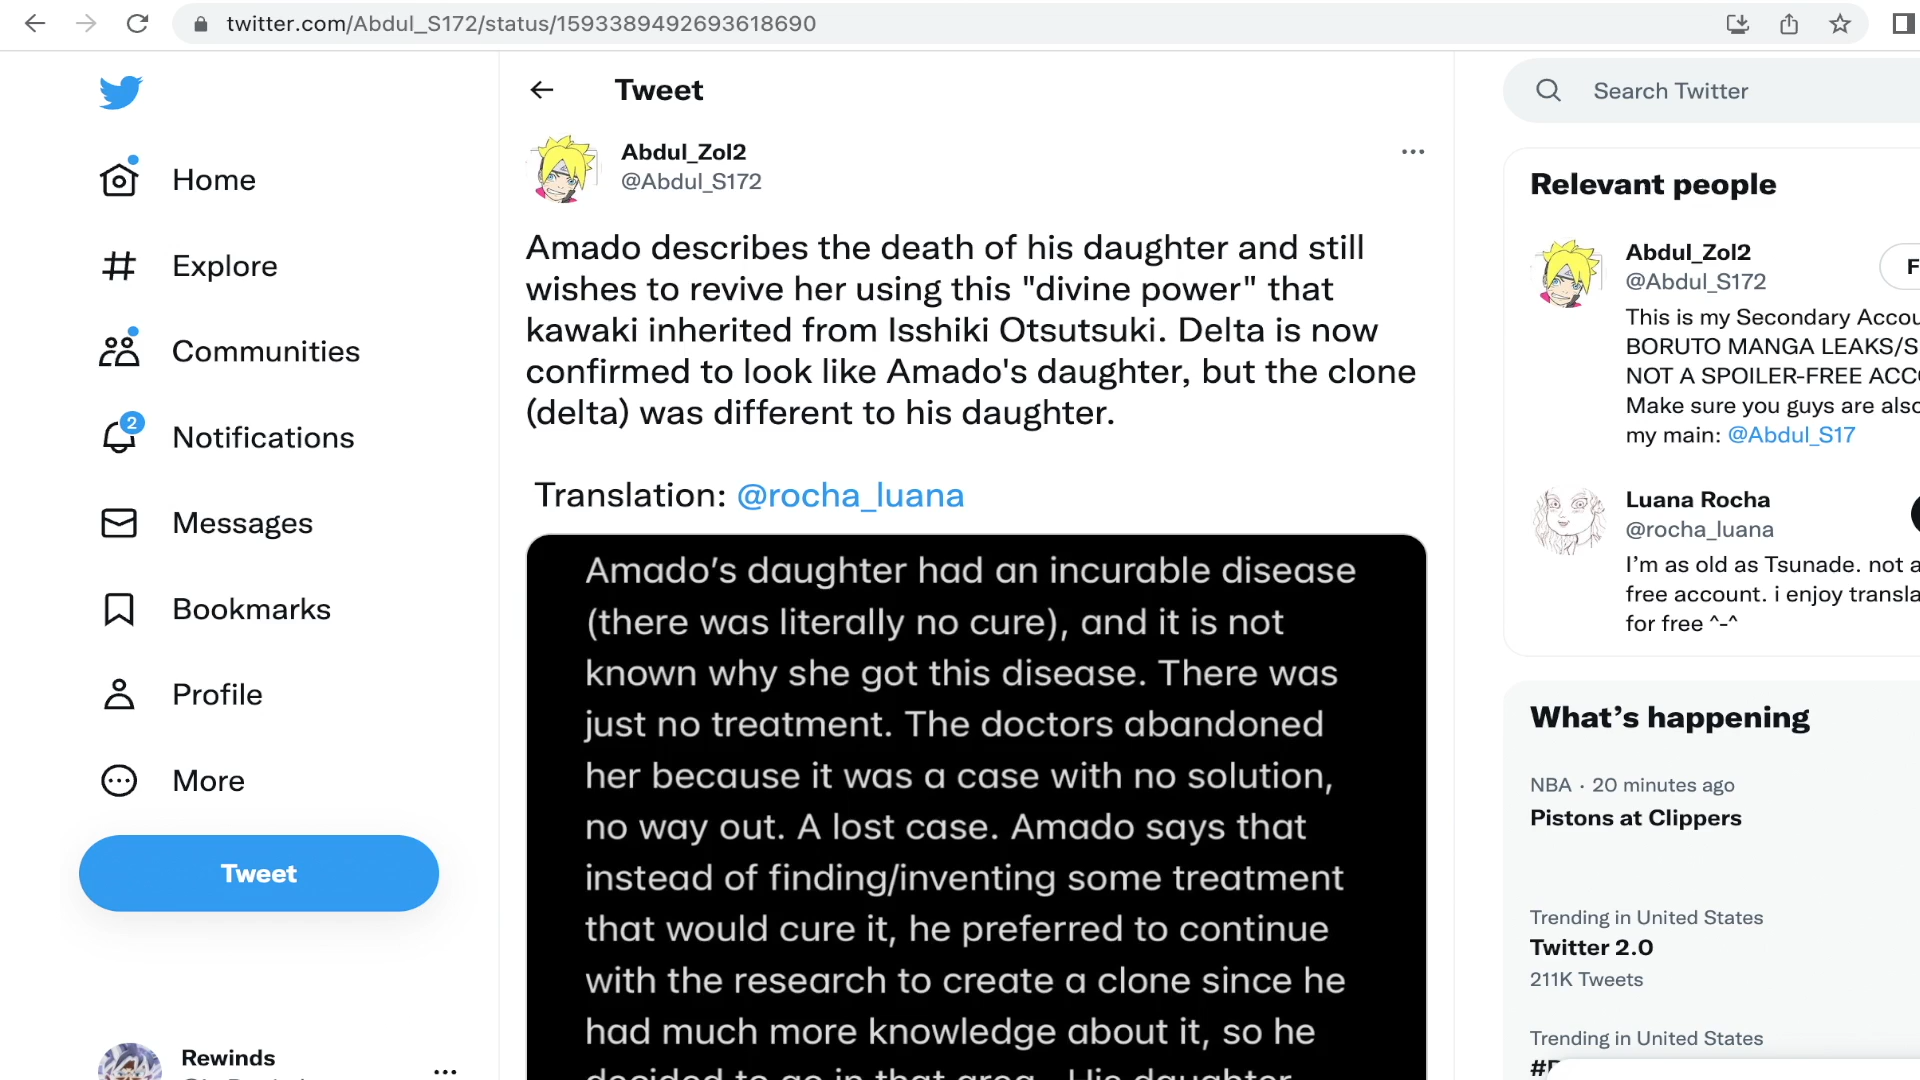 twitter.com/Abdul_S172/status/1593389492693618690
Home
Explore
Communities
2
Notifications
Messages
Bookmarks
Profile
More
Tweet
Rewinds
Tweet
Abdul_Zol2
@Abdul_S172
Amado describes the death of his daughter and still
wishes to revive her using this "divine power" that
kawaki inherited from Isshiki Otsutsuki. Delta is now
confirmed to look like Amado's daughter, but the clone
(delta) was different to his daughter.
Translation: @rocha_luana
Amado’s daughter had an incurable disease
(there was literally no cure), and it is not
known why she got this disease. There was
just no treatment. The doctors abandoned
her because it was a case with no solution,
no way out. A lost case. Amado says that
instead of finding/inventing some treatment
that would cure it, he preferred to continue
with the research to create a clone since he
had much more knowledge about it, so he
decided to go in that area. His daughter
Search Twitter
Relevant people
Abdul_Zol2
@Abdul_S172
F
This is my Secondary Accou
BORUTO MANGA LEAKS/S
NOT A SPOILER-FREE ACC
Make sure you guys are also
my main: @Abdul_S17
Luana Rocha
@rocha_luana
I’m as old as Tsunade. not a
free account. i enjoy transla
for free ^-^
What’s happening
NBA · 20 minutes ago
Pistons at Clippers
Trending in United States
Twitter 2.0
211K Tweets
Trending in United States